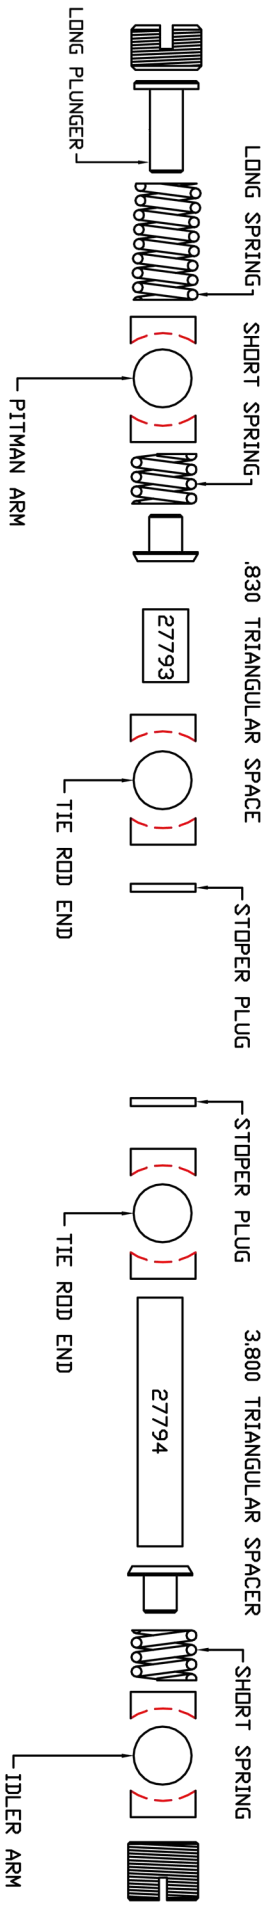 LONG PLUNGER
LONG SPRING
SHORT SPRING
PITMAN ARM
.830 TRIANGULAR SPACE
27793
TIE ROD END
STOPER PLUG
STOPER PLUG
TIE ROD END
3.800 TRIANGULAR SPACER
27794
SHORT SPRING
IDLER ARM